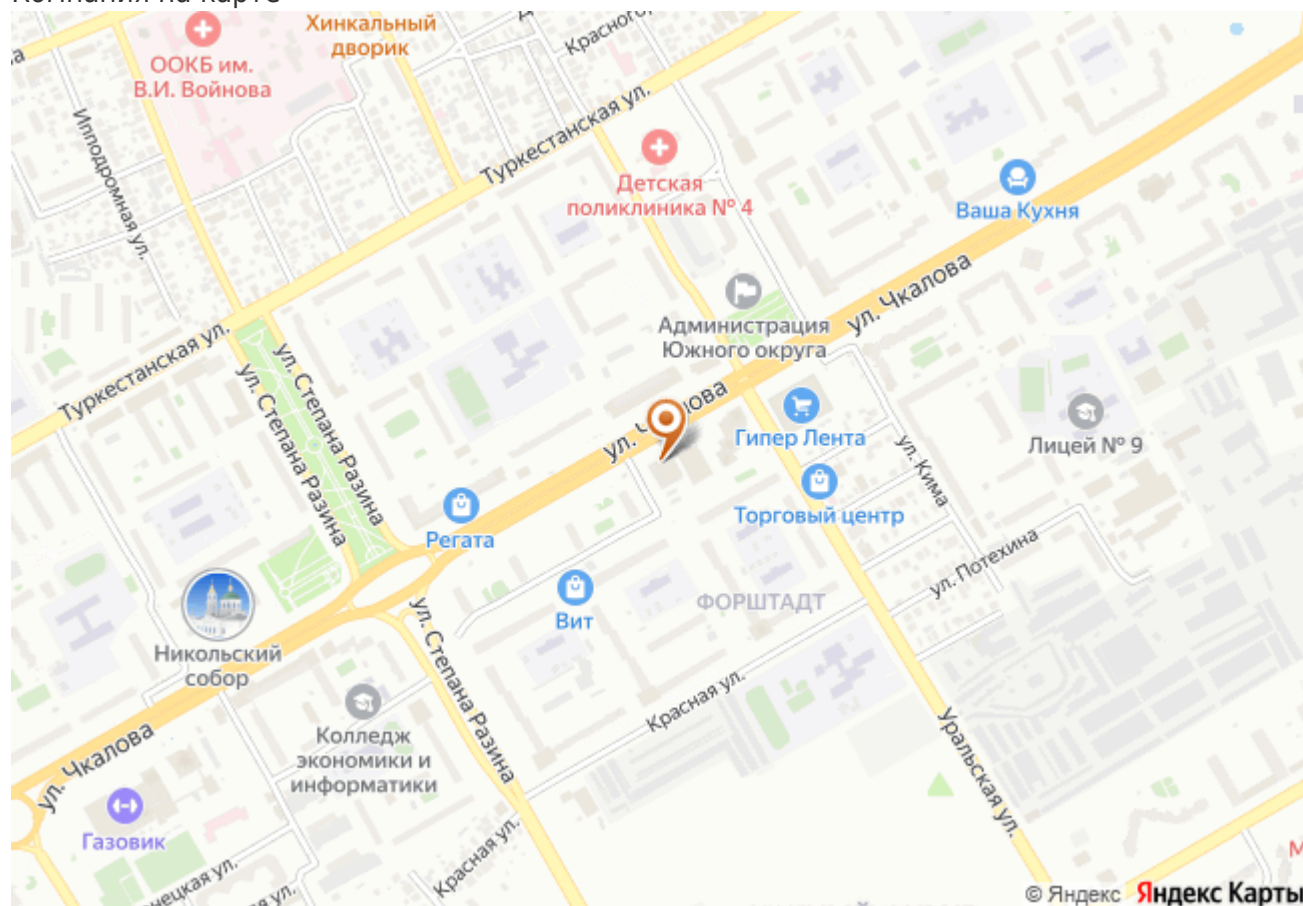 Компания на карте
Хинкальный
дворик
ООКБ им.
В.И. Войнова
Ипподромная ул.
Туркестанская ул.
Детская
поликлиника № 4
Ваша Кухня
ул. Чкалова
Администрация
Южного округа
Туркестанская ул.
ул. Степана Разина
ул. Степана Разина
Гипер Лента
Лицей № 9
ул. Кима
Регата
Торговый центр
ул. Потехина
Вит
ФОРШТАДТ
Никольский
собор
ул. Степана Разина
Красная ул.
Колледж
экономики и
информатики
ул. Чкалова
Уральская ул.
Газовик
Красная ул.
© Яндекс Яндекс Карты